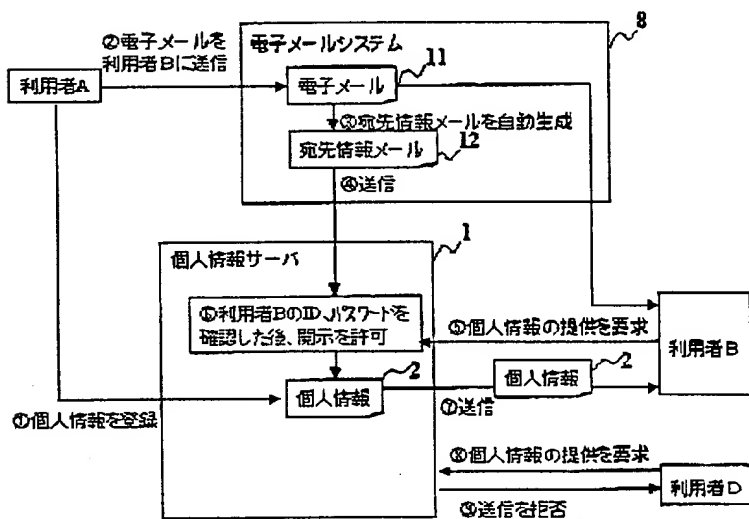 ②電子メールを
利用者Bに送信
電子メールシステム
8
利用者A
電子メール
11
③宛先情報メールを自動生成
宛先情報メール
12
④送信
個人情報サーバ
1
⑥利用者BのID、パスワードを
確認した後、開示を許可
⑤個人情報の提供を要求
利用者B
個人情報
2
個人情報
2
⑦送信
①個人情報を登録
⑧個人情報の提供を要求
利用者D
⑨送信を拒否